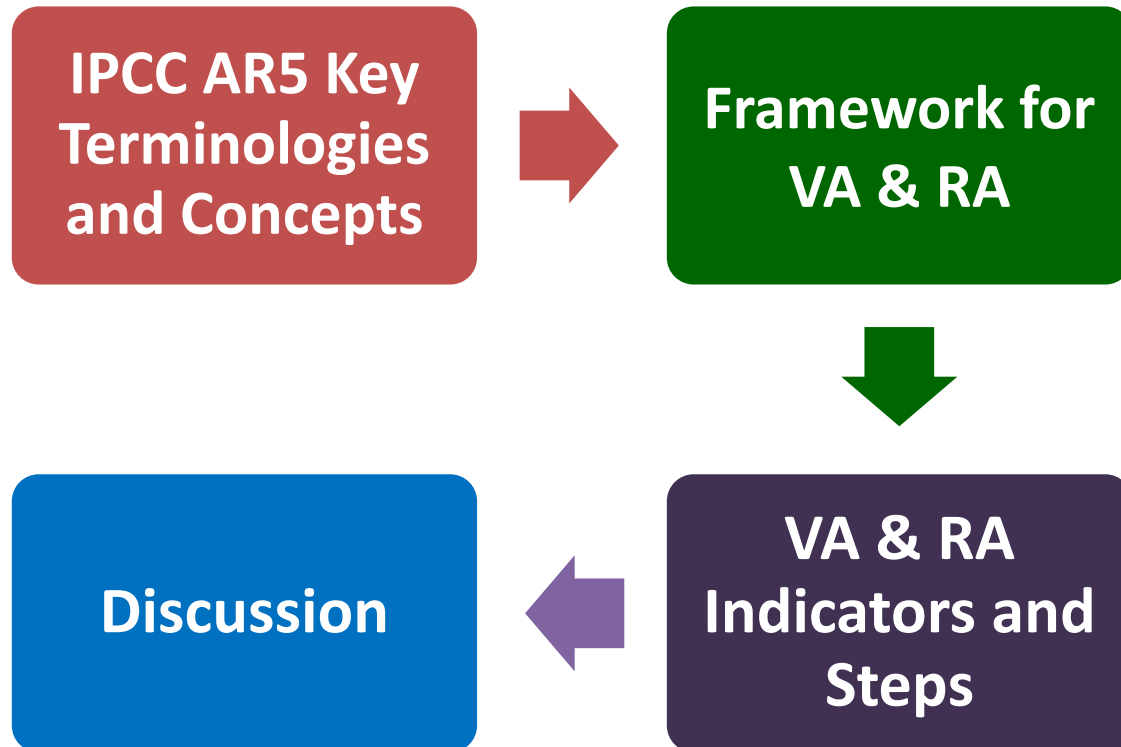 IPCC AR5 Key
Terminologies
and Concepts
Framework for
VA & RA
VA & RA
Indicators and
Steps
Discussion